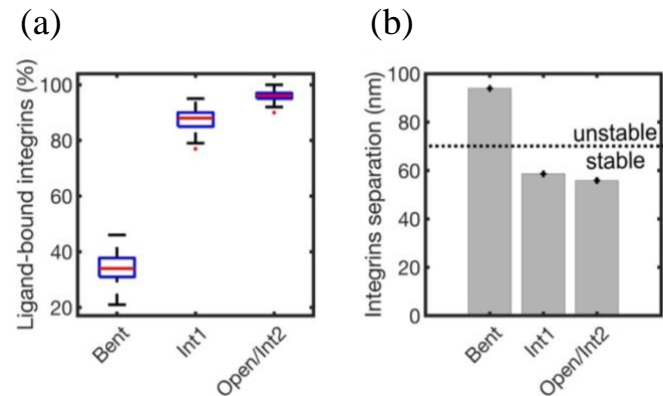 (a)
Ligand-bound integrins (%)
100
80
60
40
20
Bent
Int1
Open/Int2
(b)
Integrins separation (nm)
100
80
60
40
20
0
unstable
stable
Bent
Int1
Open/Int2